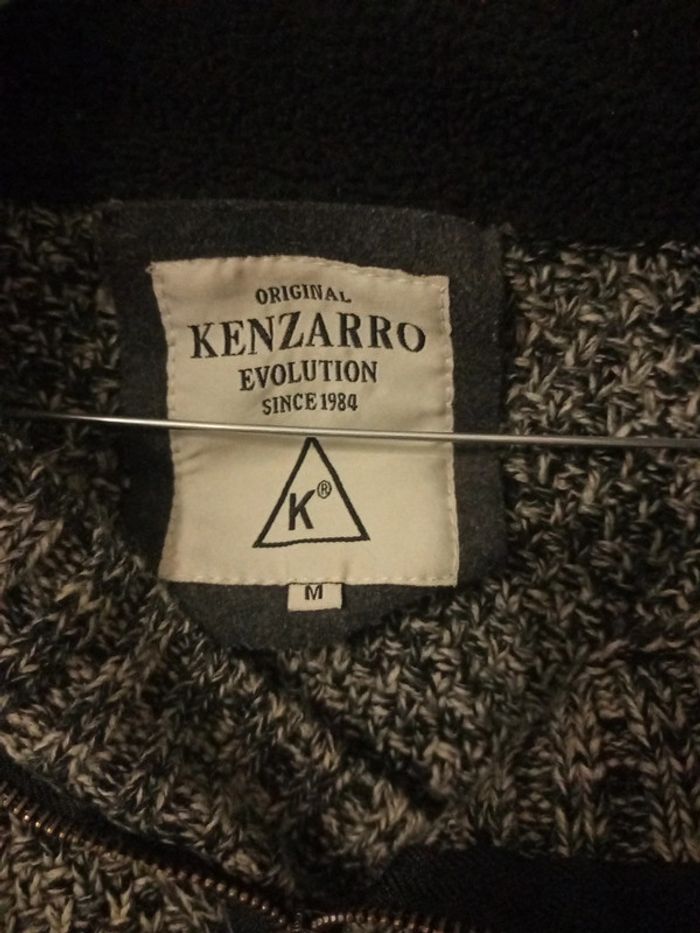 ORIGINAL
KENZARRO
EVOLUTION
SINCE 1984
K®
M